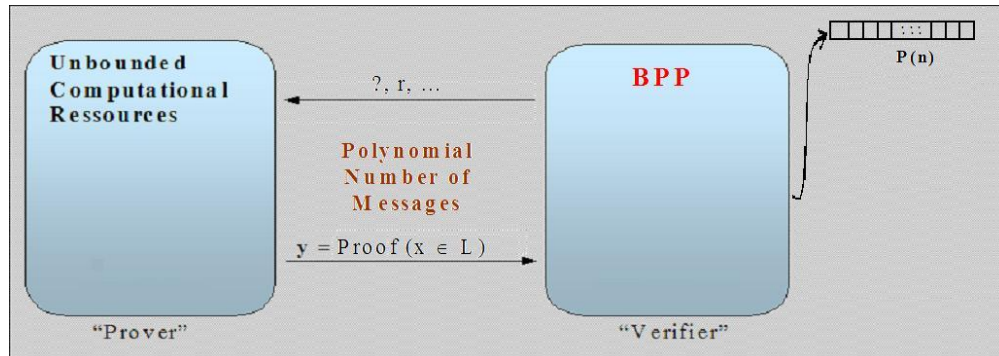 Unbounded
Computational
Ressources
?, r, ...
Polynomial
Number of
Messages
y = Proof (x ∈ L)
"Prover"
BPP
"Verifier"
:::
P(n)